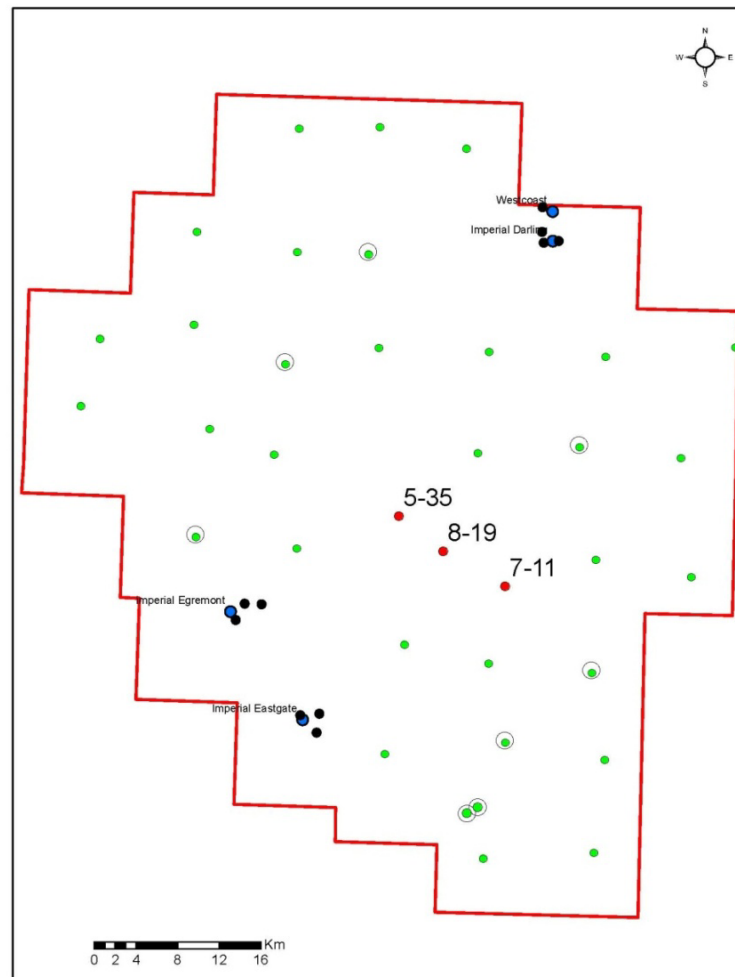 N
W E
S
Westcoast
Imperial Darling
5-35
8-19
7-11
Imperial Egremont
Imperial Eastgate
Km
0 2 4 8 12 16